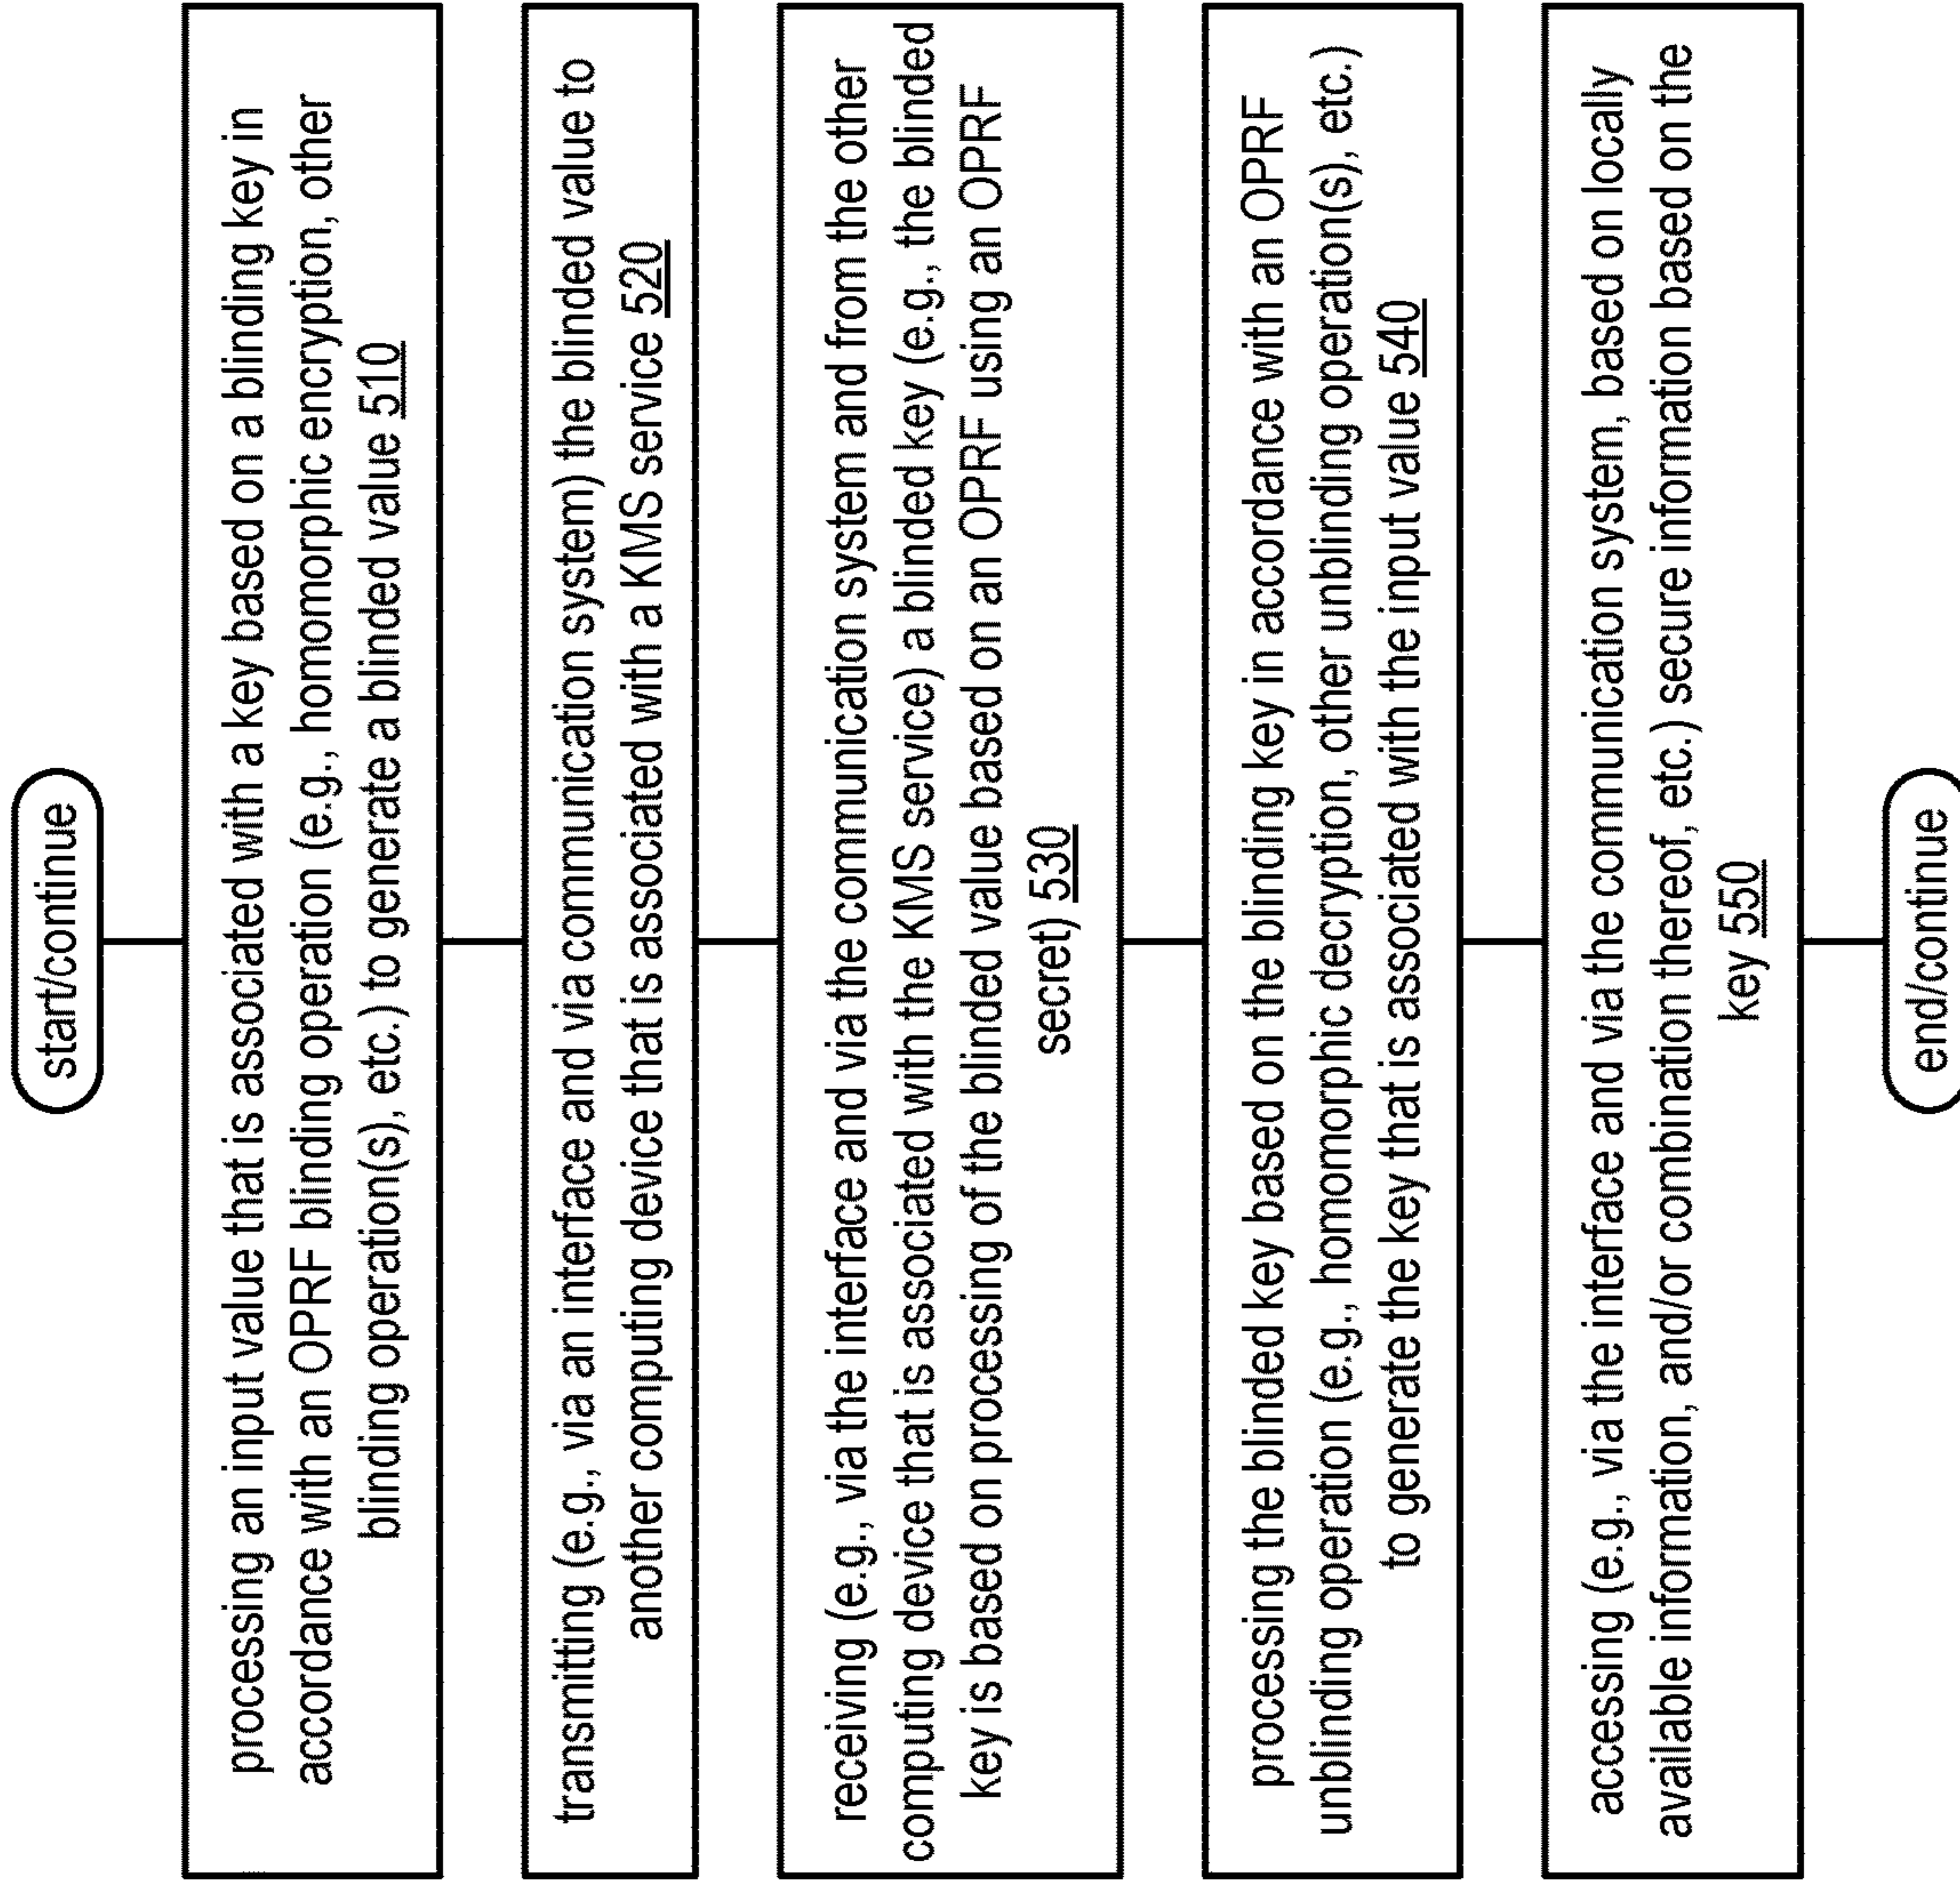 start/continue
processing an input value that is associated with a key based on a blinding key in
accordance with an OPRF blinding operation (e.g., homomorphic encryption, other
blinding operation(s), etc.) to generate a blinded value 510
transmitting (e.g., via an interface and via communication system) the blinded value to
another computing device that is associated with a KMS service 520
receiving (e.g., via the interface and via the communication system and from the other
computing device that is associated with the KMS service) a blinded key (e.g., the blinded
key is based on processing of the blinded value based on an OPRF using an OPRF
secret) 530
processing the blinded key based on the blinding key in accordance with an OPRF
unblinding operation (e.g., homomorphic decryption, other unblinding operation(s), etc.)
to generate the key that is associated with the input value 540
accessing (e.g., via the interface and via the communication system, based on locally
available information, and/or combination thereof, etc.) secure information based on the
key 550
end/continue